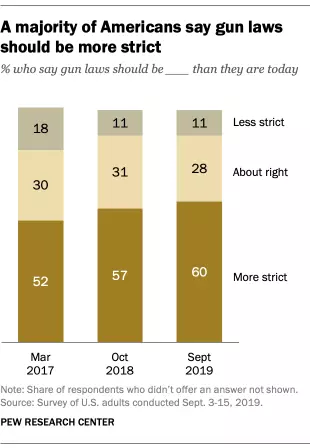 A majority of Americans say gun laws
should be more strict
% who say gun laws should be ___ than they are today
18 11 11 Less strict
30 31 28 About right
52 57 60 More strict
Mar Oct Sept
2017 2018 2019
Note: Share of respondents who didn't offer an answer not shown.
Source: Survey of U.S. adults conducted Sept. 3-15, 2019.
PEW RESEARCH CENTER